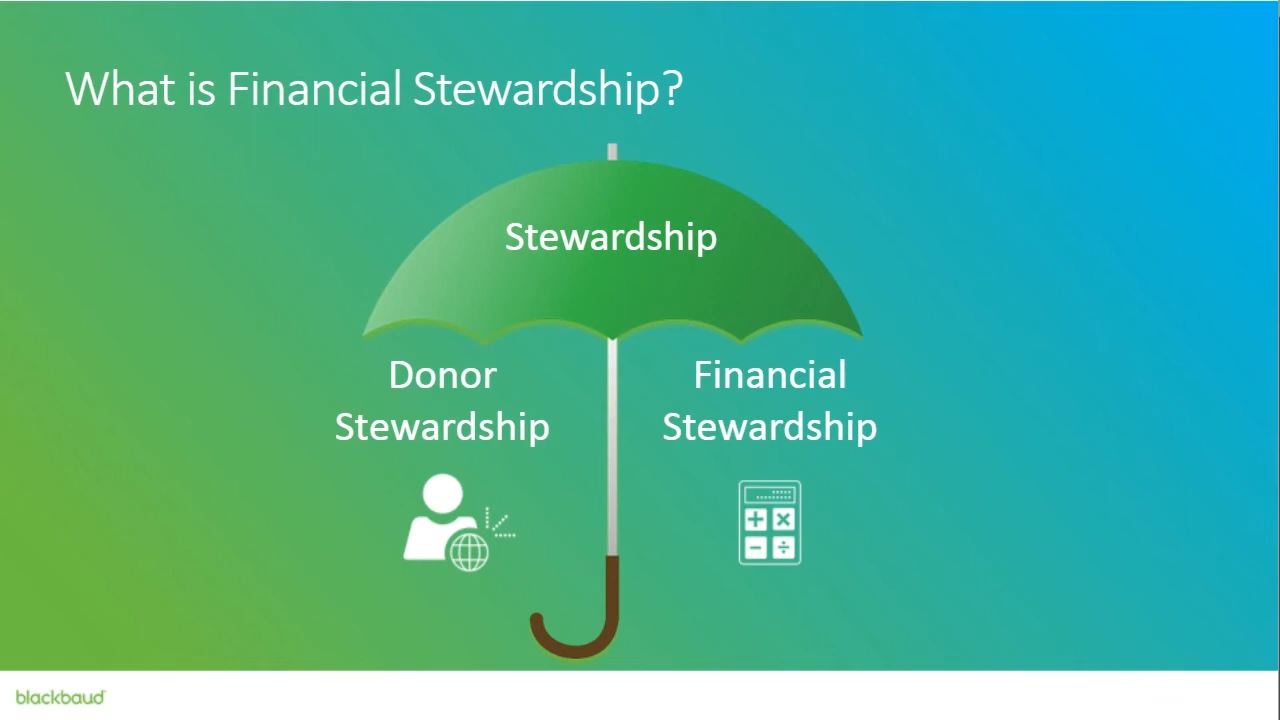 What is Financial Stewardship?
Stewardship
Donor
Stewardship
Financial
Stewardship
blackbaud